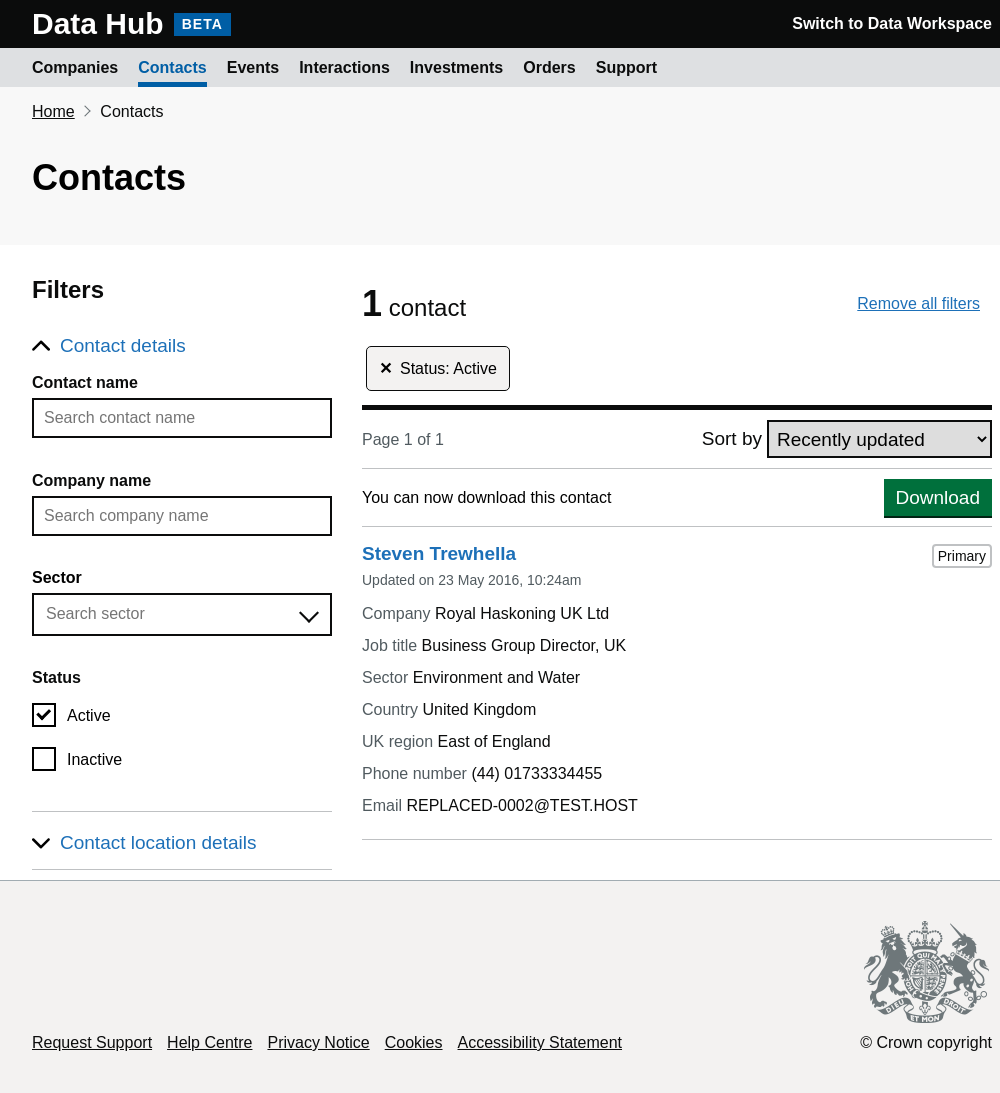 Data Hub BETA
Switch to Data Workspace
Companies Contacts Events Interactions Investments Orders Support
Home Contacts
Contacts
Filters
Contact details
Contact name
Search contact name
Company name
Search company name
Sector
Search sector
Status
Active
Inactive
Contact location details
1 contact
Remove all filters
✕ Status: Active
Page 1 of 1
Sort by Recently updated
You can now download this contact
Download
Steven Trewhella
Primary
Updated on 23 May 2016, 10:24am
Company Royal Haskoning UK Ltd
Job title Business Group Director, UK
Sector Environment and Water
Country United Kingdom
UK region East of England
Phone number (44) 01733334455
Email REPLACED-0002@TEST.HOST
DIEU ET MON DROIT
Request Support Help Centre Privacy Notice Cookies Accessibility Statement
© Crown copyright